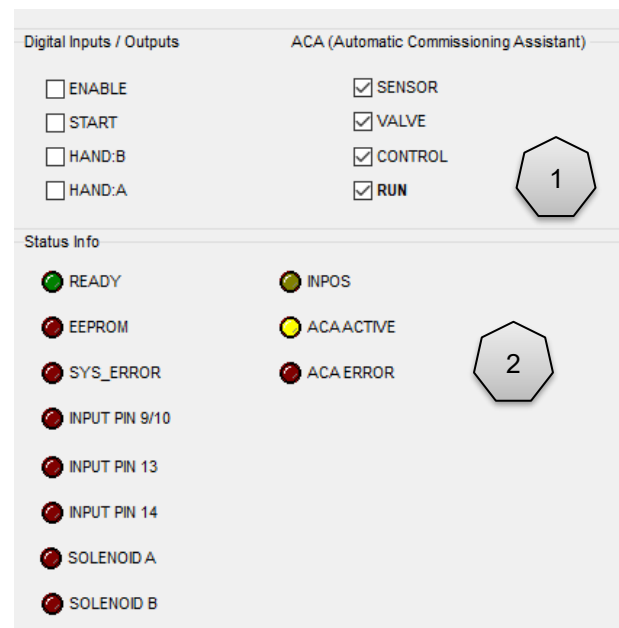 Digital Inputs / Outputs
ENABLE
START
HAND:B
HAND:A
ACA (Automatic Commissioning Assistant)
SENSOR
VALVE
CONTROL
RUN
1
Status Info
READY
EEPROM
SYS_ERROR
INPUT PIN 9/10
INPUT PIN 13
INPUT PIN 14
SOLENOID A
SOLENOID B
INPOS
ACA ACTIVE
ACA ERROR
2